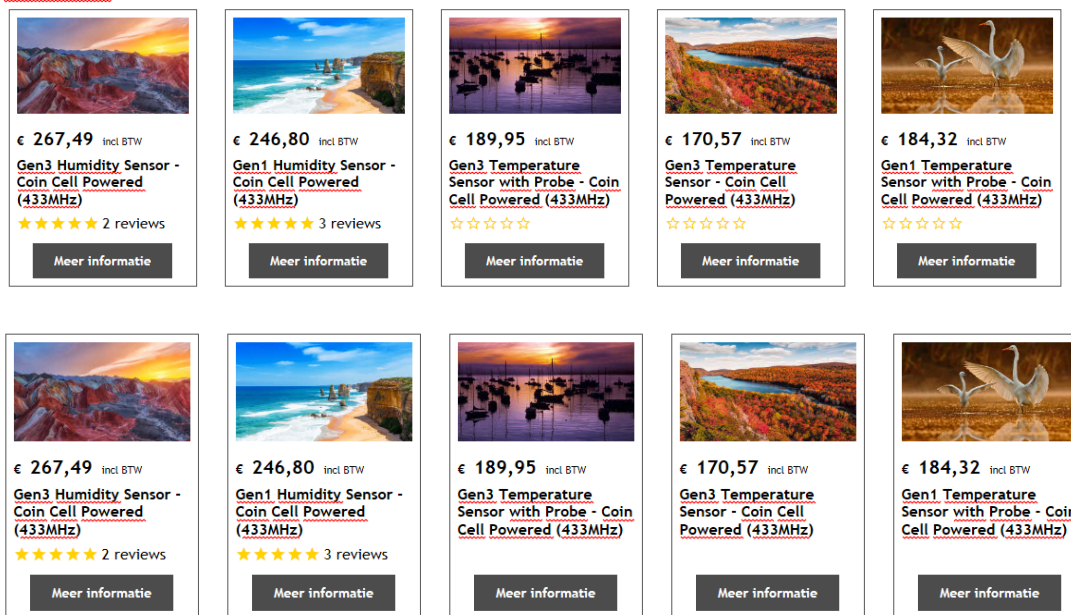 € 267,49 incl BTW
Gen3 Humidity Sensor -
Coin Cell Powered
(433MHz)
2 reviews
Meer informatie
€ 246,80 incl BTW
Gen1 Humidity Sensor -
Coin Cell Powered
(433MHz)
3 reviews
Meer informatie
€ 189,95 incl BTW
Gen3 Temperature
Sensor with Probe - Coin
Cell Powered (433MHz)
Meer informatie
€ 170,57 incl BTW
Gen3 Temperature
Sensor - Coin Cell
Powered (433MHz)
Meer informatie
€ 184,32 incl BTW
Gen1 Temperature
Sensor with Probe - Coin
Cell Powered (433MHz)
Meer informatie
€ 267,49 incl BTW
Gen3 Humidity Sensor -
Coin Cell Powered
(433MHz)
2 reviews
Meer informatie
€ 246,80 incl BTW
Gen1 Humidity Sensor -
Coin Cell Powered
(433MHz)
3 reviews
Meer informatie
€ 189,95 incl BTW
Gen3 Temperature
Sensor with Probe - Coin
Cell Powered (433MHz)
Meer informatie
€ 170,57 incl BTW
Gen3 Temperature
Sensor - Coin Cell
Powered (433MHz)
Meer informatie
€ 184,32 incl BTW
Gen1 Temperature
Sensor with Probe - Coin
Cell Powered (433MHz)
Meer informatie